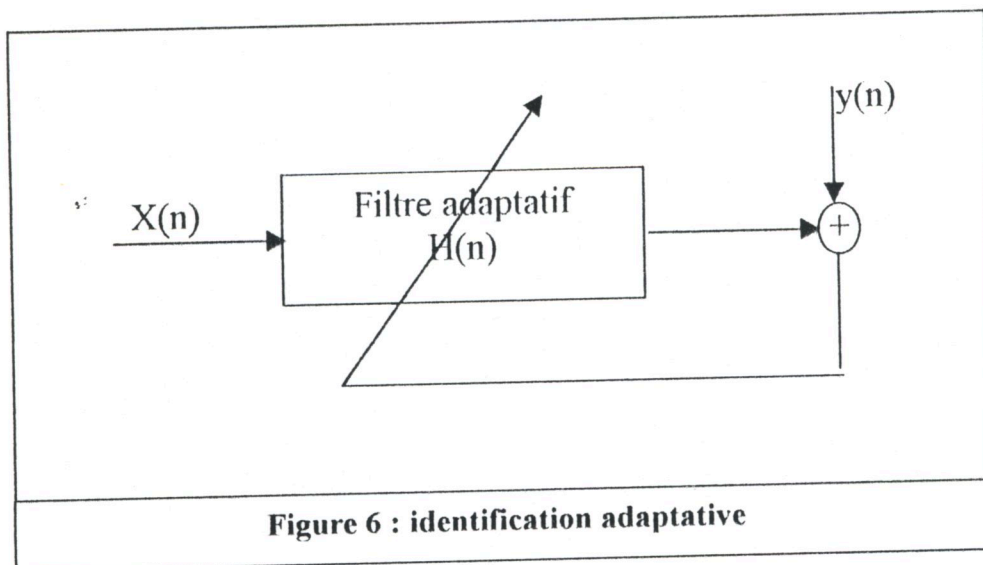 y(n)
X(n)
Filtre adaptatif
H(n)
+
Figure 6 : identification adaptative